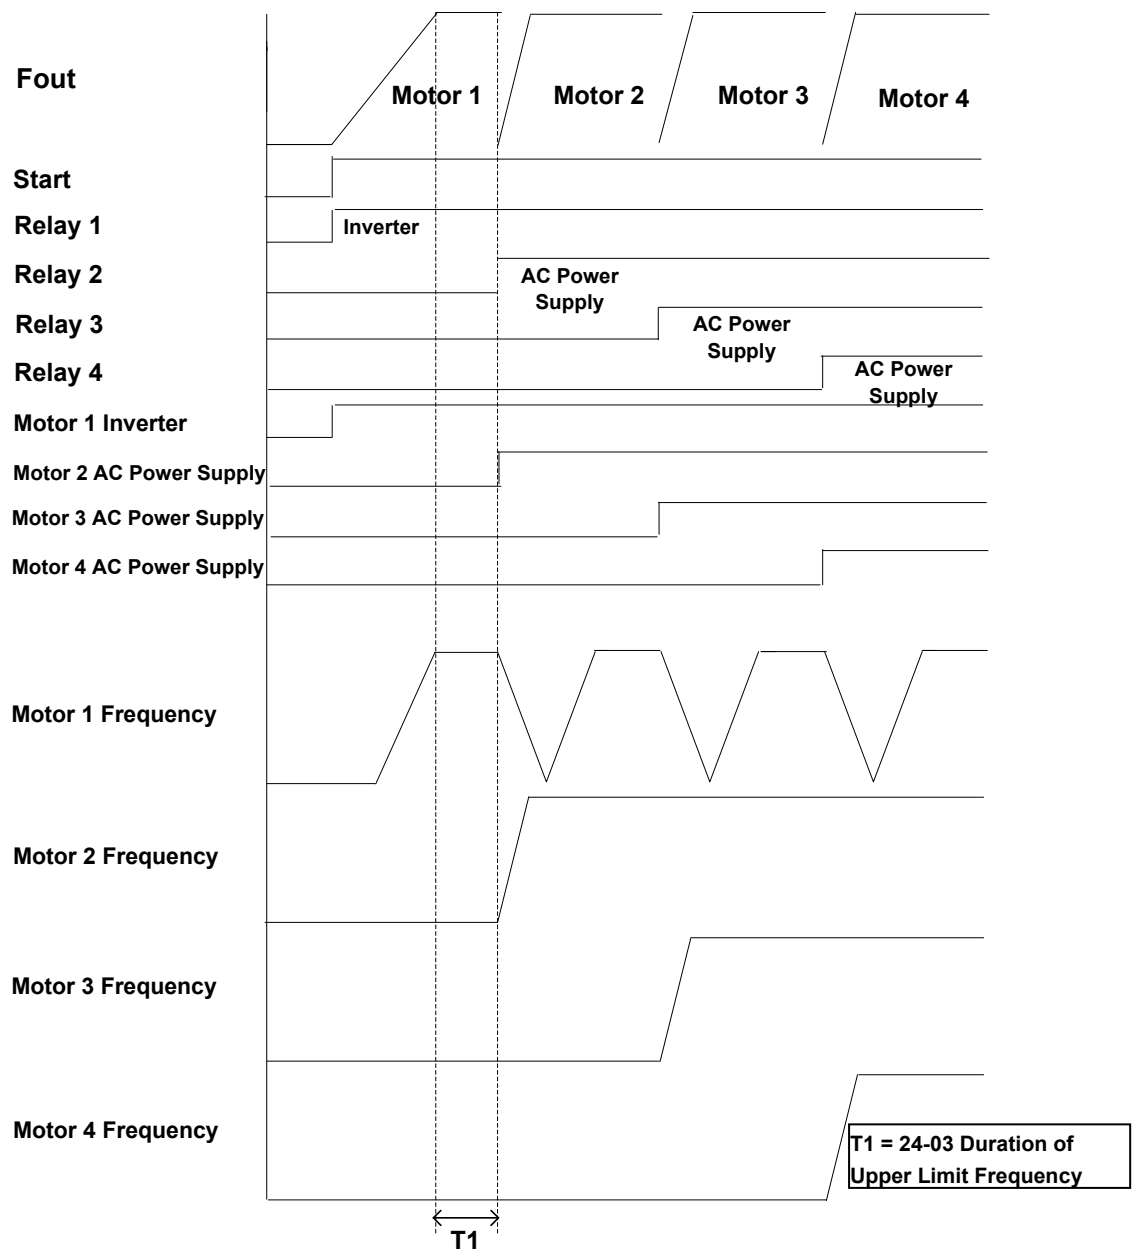 Fout
Motor 1
Motor 2
Motor 3
Motor 4
Start
Relay 1
Inverter
Relay 2
AC Power
Supply
Relay 3
AC Power
Supply
Relay 4
AC Power
Supply
Motor 1 Inverter
Motor 2 AC Power Supply
Motor 3 AC Power Supply
Motor 4 AC Power Supply
Motor 1 Frequency
Motor 2 Frequency
Motor 3 Frequency
Motor 4 Frequency
T1 = 24-03 Duration of
Upper Limit Frequency
T1